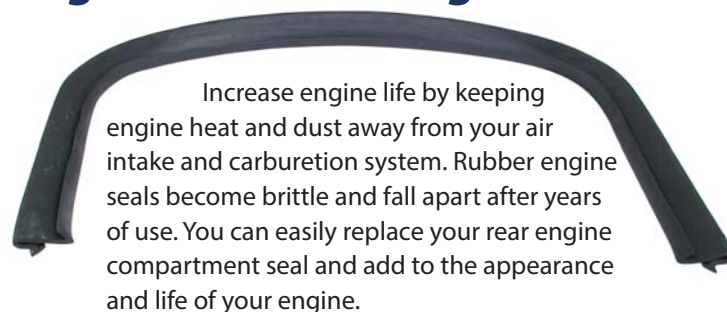 Increase engine life by keeping
engine heat and dust away from your air
intake and carburetion system. Rubber engine
seals become brittle and fall apart after years
of use. You can easily replace your rear engine
compartment seal and add to the appearance
and life of your engine.